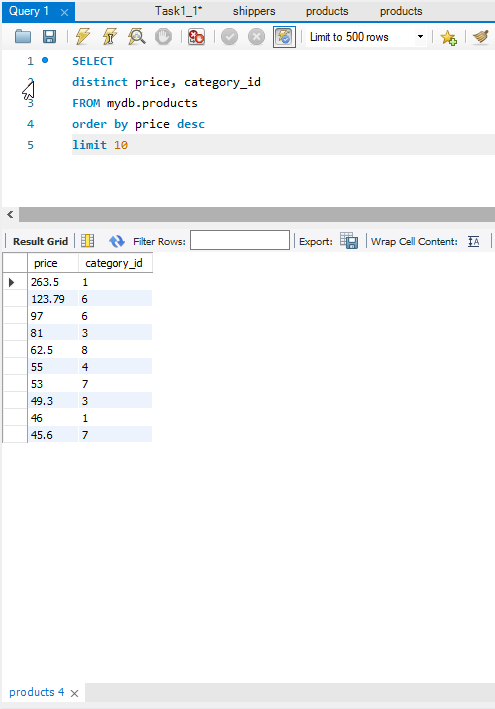 Query 1 × Task1_1* shippers products products
Limit to 500 rows
1 SELECT
2 distinct price, category_id
3 FROM mydb.products
4 order by price desc
5 limit 10
Result Grid Filter Rows: Export: Wrap Cell Content: IA
price category_id
263.5 1
123.79 6
97 6
81 3
62.5 8
55 4
53 7
49.3 3
46 1
45.6 7
products 4 ×